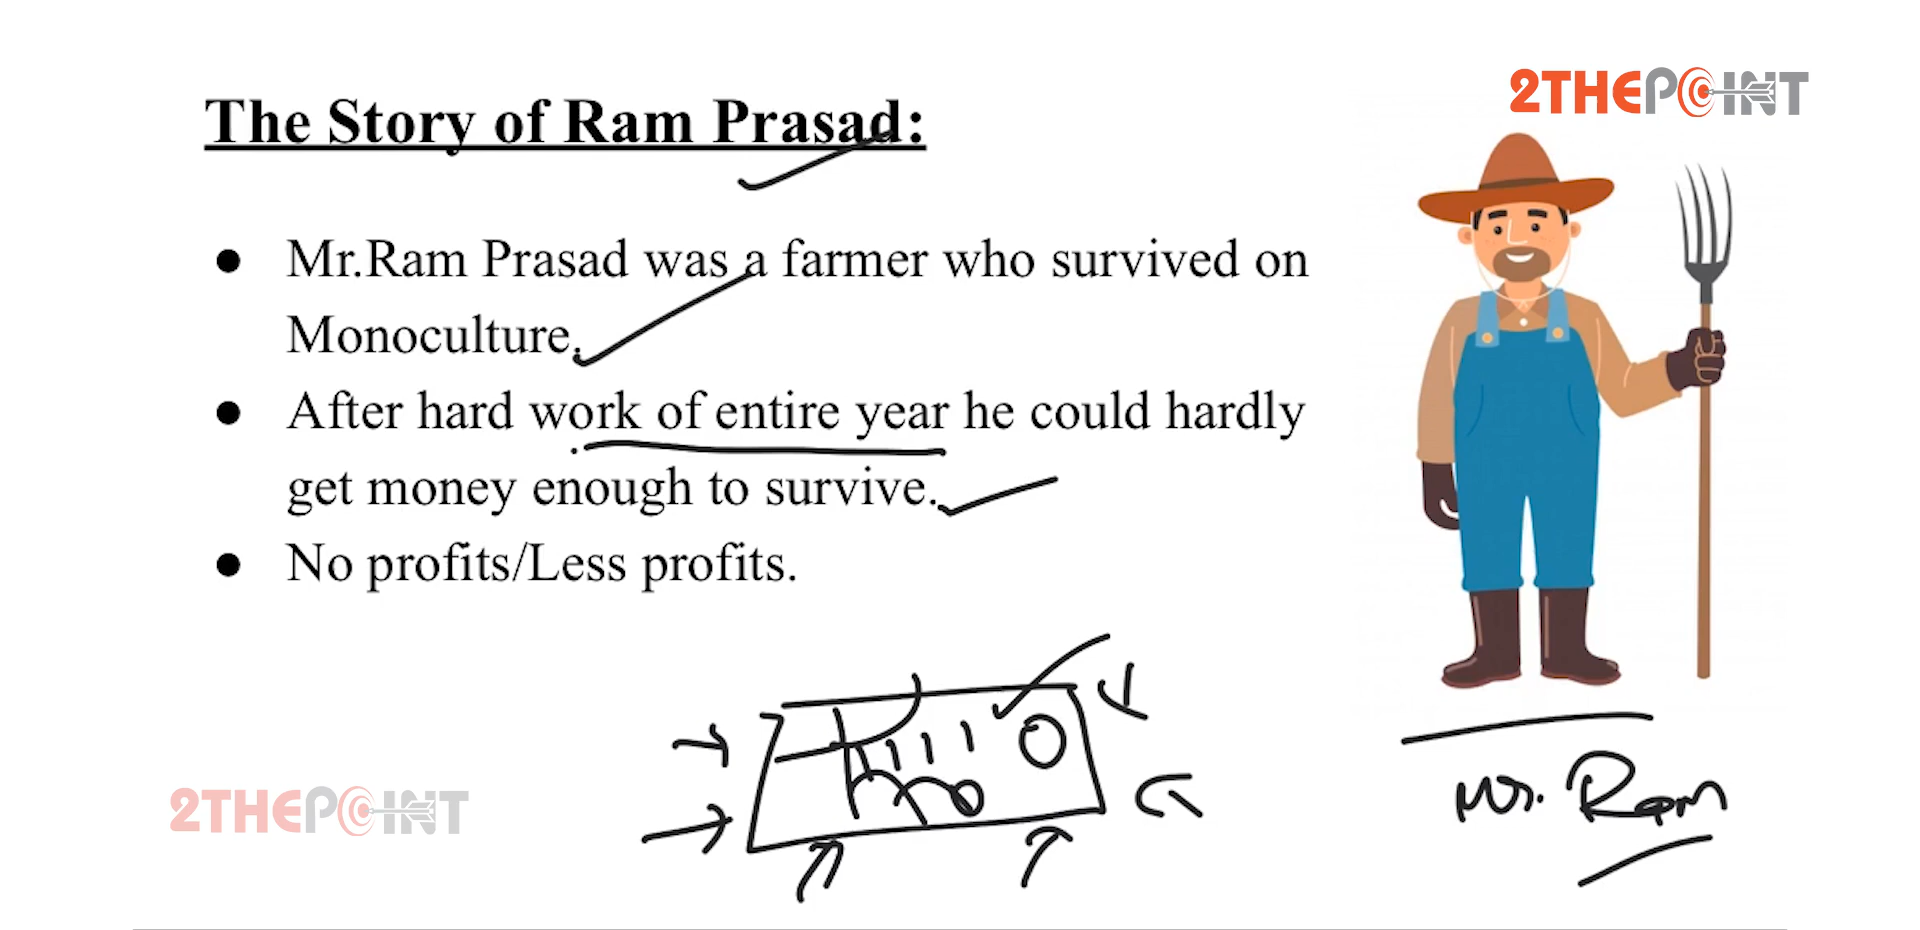 2THEPOINT
The Story of Ram Prasad:
● Mr.Ram Prasad was a farmer who survived on
Monoculture.
● After hard work of entire year he could hardly
get money enough to survive.
● No profits/Less profits.
Mr. Ram
2THEPOINT